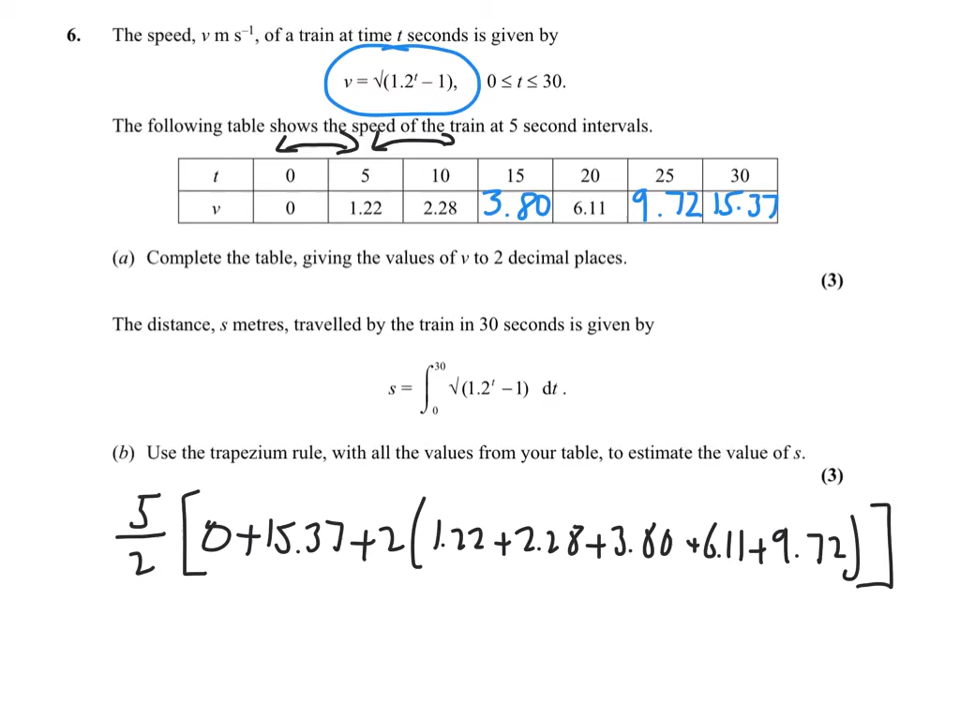 6. The speed, v m s⁻¹, of a train at time t seconds is given by
v = √(1.2ᵗ – 1), 0 ≤ t ≤ 30.
The following table shows the speed of the train at 5 second intervals.
t 0 5 10 15 20 25 30
v 0 1.22 2.28 3.80 6.11 9.72 15.37
(a) Complete the table, giving the values of v to 2 decimal places.
(3)
The distance, s metres, travelled by the train in 30 seconds is given by
s = ∫₀³⁰ √(1.2ᵗ – 1) dt .
(b) Use the trapezium rule, with all the values from your table, to estimate the value of s.
(3)
5/2 [0+15.37+2(1.22+2.28+3.80+6.11+9.72)]